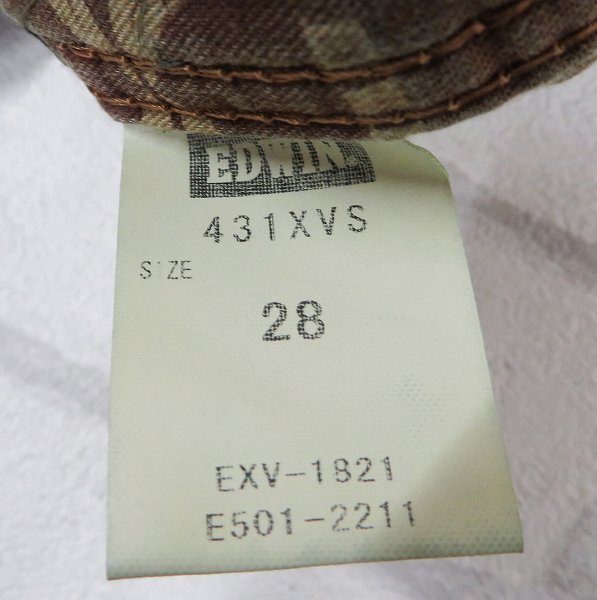 EDWIN
431XVS
SIZE
28
EXV-1821
E501-2211